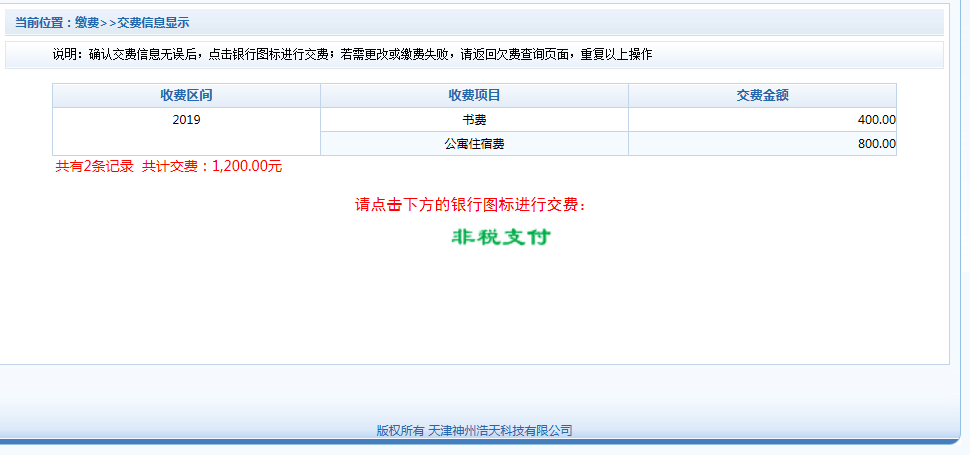 当前位置：缴费>>交费信息显示
说明：确认交费信息无误后，点击银行图标进行交费；若需更改或缴费失败，请返回欠费查询页面，重复以上操作
收费区间 收费项目 交费金额
2019 书费 400.00
公寓住宿费 800.00
共有2条记录 共计交费：1,200.00元
请点击下方的银行图标进行交费：
非税支付
版权所有 天津神州浩天科技有限公司